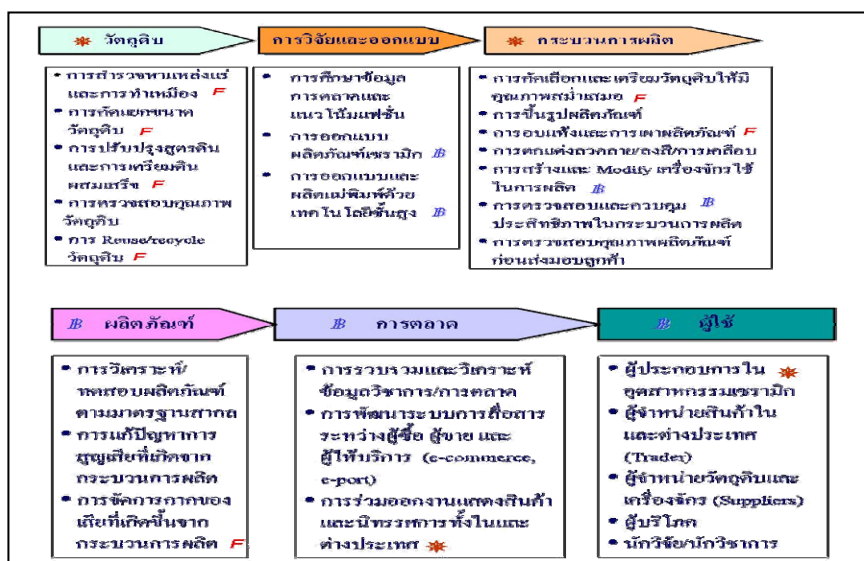 วัตถุดิบ
การวิจัยและออกแบบ
กระบวนการผลิต
• การสำรวจหาแหล่งแร่
และการทำเหมือง F
• การคัดแยกขนาด
วัตถุดิบ F
• การปรับปรุงสูตรดิน
และการเตรียมดิน
ผสมเสร็จ F
• การตรวจสอบคุณภาพ
วัตถุดิบ
• การ Reuse/recycle
วัตถุดิบ F
• การศึกษาข้อมูล
การตลาดและ
แนวโน้มแฟชั่น
• การออกแบบ
ผลิตภัณฑ์เซรามิก B
• การออกแบบและ
ผลิตแม่พิมพ์ด้วย
เทคโนโลยีชั้นสูง B
• การคัดเลือกและเตรียมวัตถุดิบให้มี
คุณภาพสม่ำเสมอ F
• การขึ้นรูปผลิตภัณฑ์
• การอบแห้งและการเผาผลิตภัณฑ์ F
• การตกแต่งลวดลาย/ลงสี/การเคลือบ
• การสร้างและ Modify เครื่องจักรใช้
ในการผลิต B
• การตรวจสอบและควบคุม B
ประสิทธิภาพในกระบวนการผลิต
• การตรวจสอบคุณภาพผลิตภัณฑ์
ก่อนส่งมอบลูกค้า
B ผลิตภัณฑ์
B การตลาด
B ผู้ใช้
• การวิเคราะห์/
ทดสอบผลิตภัณฑ์
ตามมาตรฐานสากล
• การแก้ปัญหาการ
สูญเสียที่เกิดจาก
กระบวนการผลิต
• การขัดการกากของ
เสียที่เกิดขึ้นจาก
กระบวนการผลิต F
• การรวบรวมและวิเคราะห์
ข้อมูลวิชาการ/การตลาด
• การพัฒนาระบบการสื่อสาร
ระหว่างผู้ซื้อ ผู้ขาย และ
ผู้ให้บริการ (e-commerce,
e-port)
• การร่วมออกงานแสดงสินค้า
และนิทรรศการทั้งในและ
ต่างประเทศ
• ผู้ประกอบการใน
อุตสาหกรรมเซรามิก
• ผู้จำหน่ายสินค้าใน
และต่างประเทศ
(Trader)
• ผู้จำหน่ายวัตถุดิบและ
เครื่องจักร (Suppliers)
• ผู้บริโภค
• นักวิจัย/นักวิชาการ